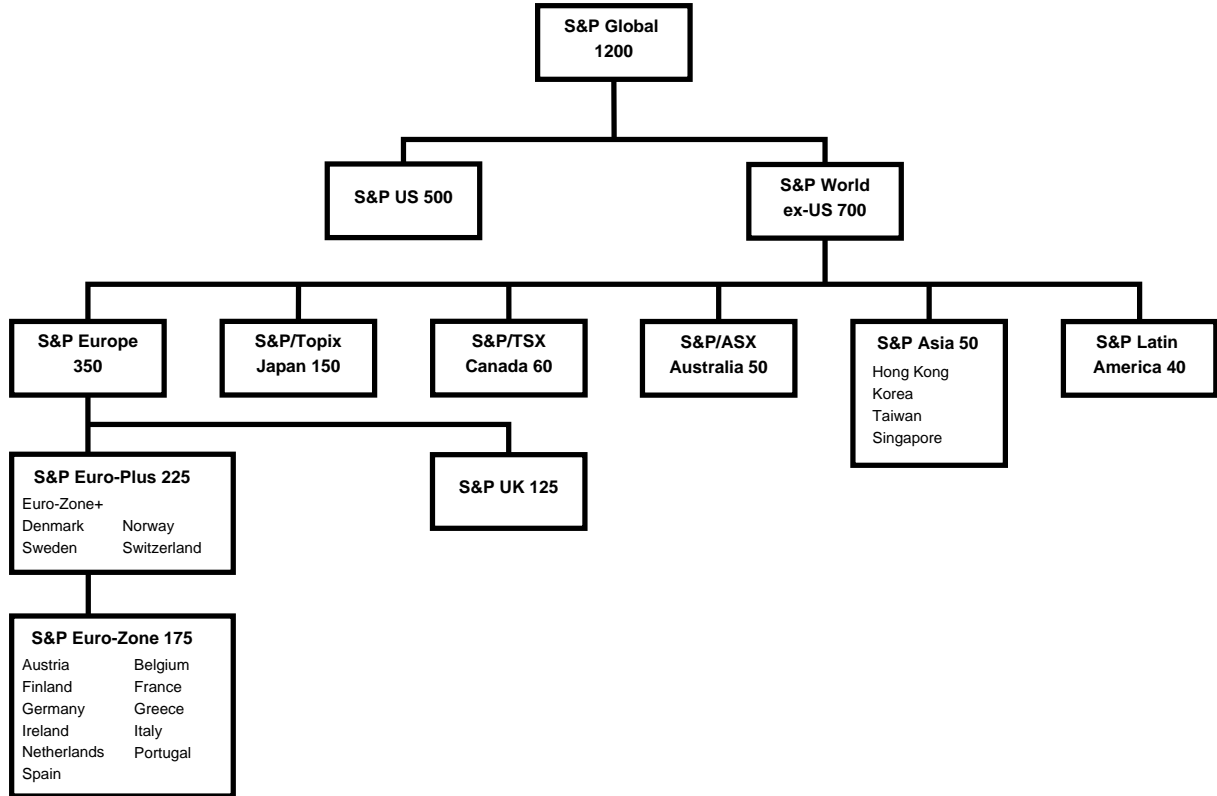 S&P Global
1200
S&P US 500
S&P World
ex-US 700
S&P Europe
350
S&P/Topix
Japan 150
S&P/TSX
Canada 60
S&P/ASX
Australia 50
S&P Asia 50
Hong Kong
Korea
Taiwan
Singapore
S&P Latin
America 40
S&P Euro-Plus 225
Euro-Zone+
Denmark Norway
Sweden Switzerland
S&P UK 125
S&P Euro-Zone 175
Austria Belgium
Finland France
Germany Greece
Ireland Italy
Netherlands Portugal
Spain